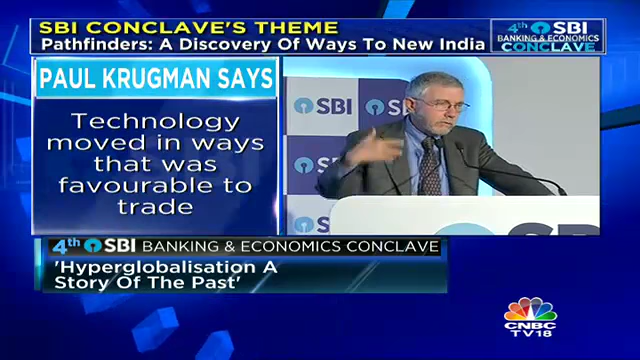 SBI CONCLAVE'S THEME
Pathfinders: A Discovery Of Ways To New India
4th SBI
BANKING & ECONOMICS
CONCLAVE
PAUL KRUGMAN SAYS
Technology
moved in ways
that was
favourable to
trade
SBI
SBI
SBI
4th SBI BANKING & ECONOMICS CONCLAVE
'Hyperglobalisation A
Story Of The Past'
CNBC
TV18